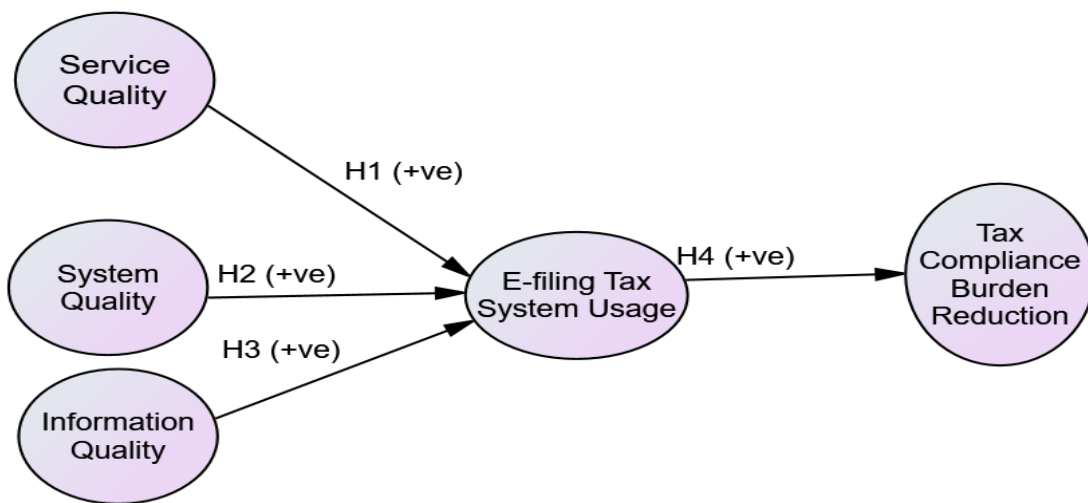 Service
Quality
H1 (+ve)
System
Quality
H2 (+ve)
H3 (+ve)
Information
Quality
E-filing Tax
System Usage
H4 (+ve)
Tax
Compliance
Burden
Reduction